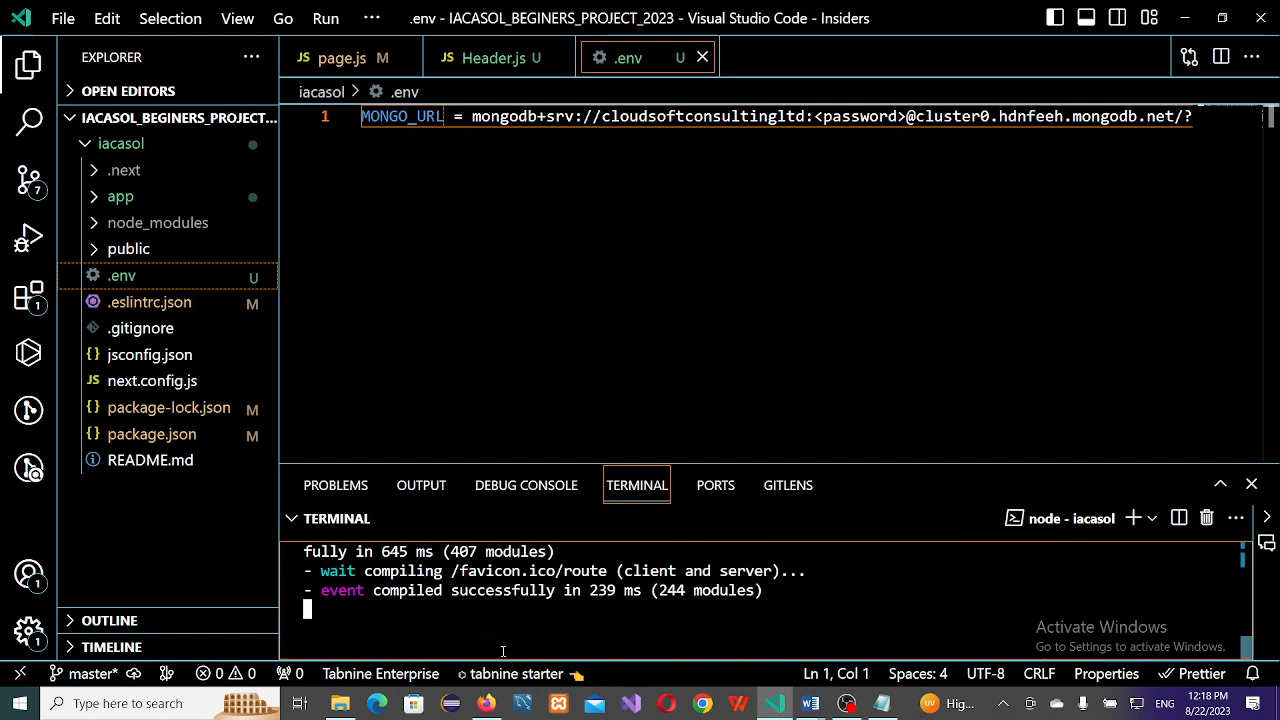 File Edit Selection View Go Run ··· .env - IACASOL_BEGINERS_PROJECT_2023 - Visual Studio Code - Insiders
EXPLORER ···
JS page.js M
JS Header.js U
.env U
OPEN EDITORS
iacasol > .env
IACASOL_BEGINERS_PROJECT...
1 MONGO_URL = mongodb+srv://cloudsoftconsultingltd:<password>@cluster0.hdnfeeh.mongodb.net/?
iacasol
.next
app
node_modules
public
.env U
.eslintrc.json M
.gitignore
{} jsconfig.json
JS next.config.js
{} package-lock.json M
{} package.json M
README.md
7
1
1
1
PROBLEMS OUTPUT DEBUG CONSOLE TERMINAL PORTS GITLENS
TERMINAL
node - iacasol
fully in 645 ms (407 modules)
- wait compiling /favicon.ico/route (client and server)...
- event compiled successfully in 239 ms (244 modules)
OUTLINE
TIMELINE
Activate Windows
Go to Settings to activate Windows.
master* 0 0 0 Tabnine Enterprise tabnine starter Ln 1, Col 1 Spaces: 4 UTF-8 CRLF Properties Prettier
Type here to search
Hig...
ENG
12:18 PM
8/22/2023